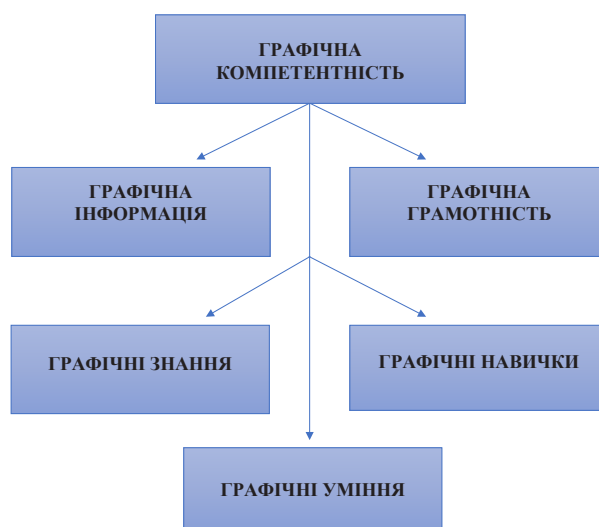 ГРАФІЧНА
КОМПЕТЕНТНІСТЬ
ГРАФІЧНА
ІНФОРМАЦІЯ
ГРАФІЧНА
ГРАМОТНІСТЬ
ГРАФІЧНІ ЗНАННЯ
ГРАФІЧНІ НАВИЧКИ
ГРАФІЧНІ УМІННЯ